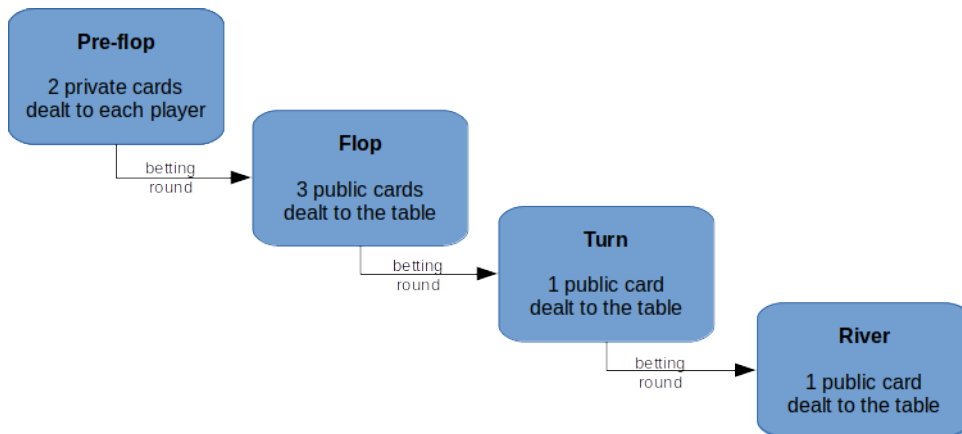 Pre-flop
2 private cards
dealt to each player
betting
round
Flop
3 public cards
dealt to the table
betting
round
Turn
1 public card
dealt to the table
betting
round
River
1 public card
dealt to the table